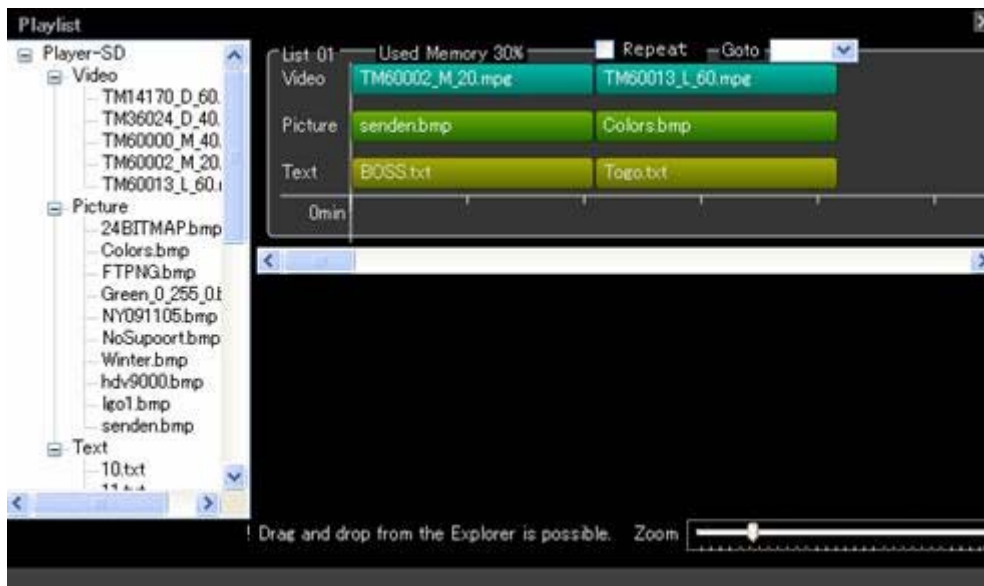 Playlist
Player-SD
Video
TM14170_D_60.
TM36024_D_40.
TM60000_M_40.
TM60002_M_20.
TM60013_L_60.
Picture
24BITMAP.bmp
Colors.bmp
FTPNG.bmp
Green_0_255_0.b
NY091105.bmp
NoSupoort.bmp
Winter.bmp
hdv9000.bmp
lgo1.bmp
senden.bmp
Text
10.txt
List 01 Used Memory 30% Repeat Goto
Video TM60002_M_20.mpg TM60013_L_60.mpg
Picture senden.bmp Colors.bmp
Text BOSS.txt Togo.txt
0min
! Drag and drop from the Explorer is possible. Zoom